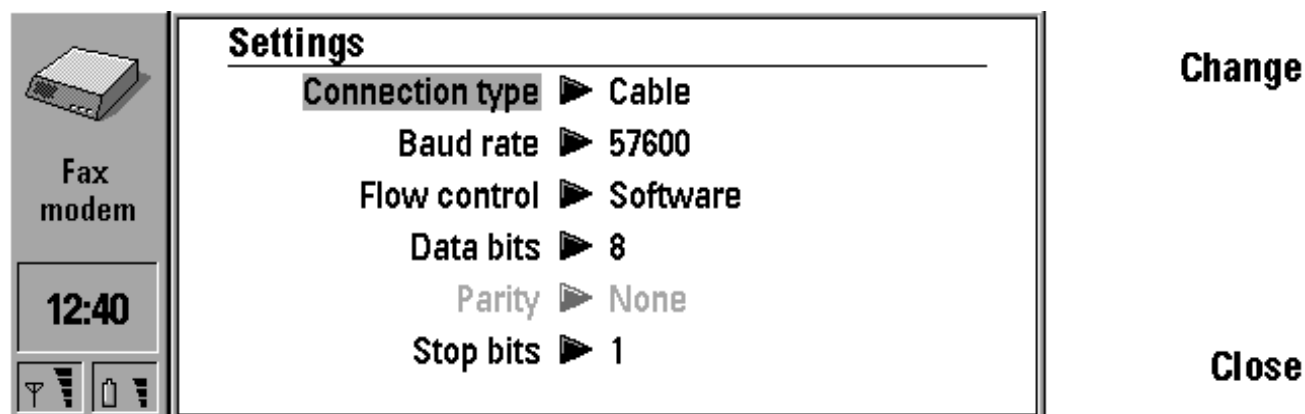 Fax
modem
12:40
Settings
Connection type Cable
Baud rate 57600
Flow control Software
Data bits 8
Parity None
Stop bits 1
Change
Close